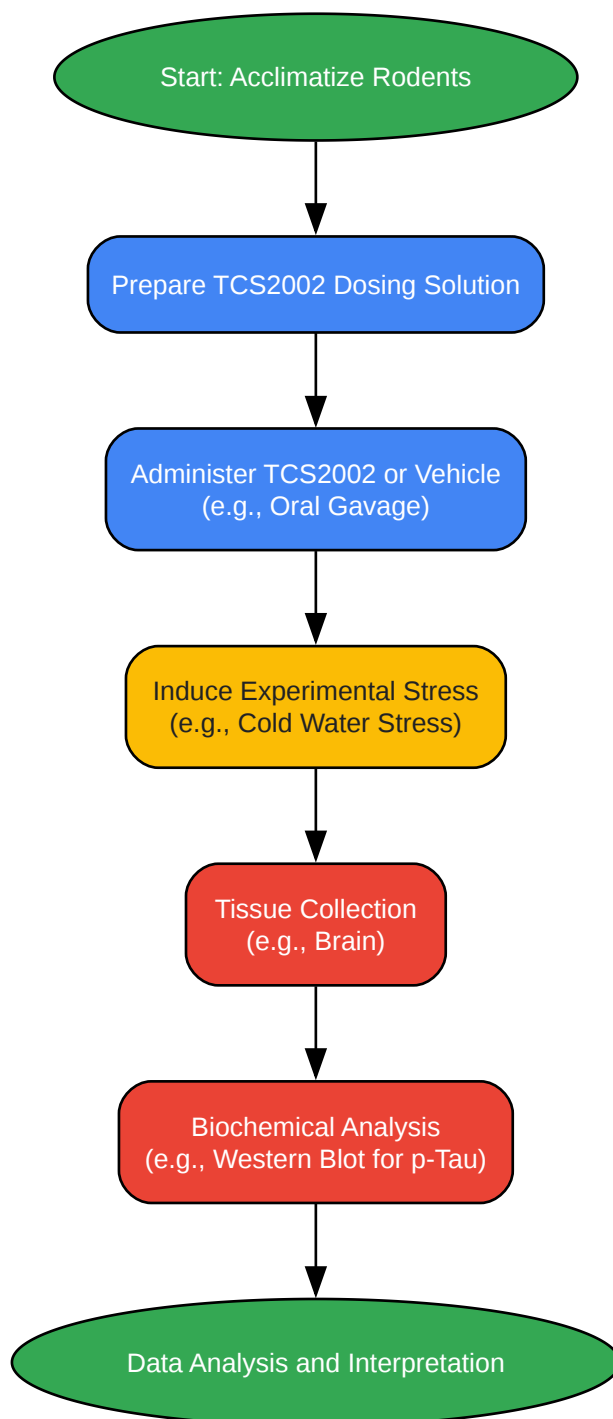 Start: Acclimatize Rodents
Prepare TCS2002 Dosing Solution
Administer TCS2002 or Vehicle
(e.g., Oral Gavage)
Induce Experimental Stress
(e.g., Cold Water Stress)
Tissue Collection
(e.g., Brain)
Biochemical Analysis
(e.g., Western Blot for p-Tau)
Data Analysis and Interpretation